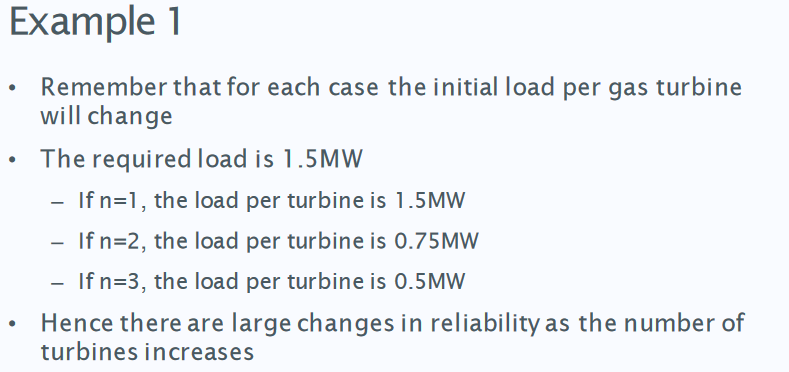 Example 1
• Remember that for each case the initial load per gas turbine
will change
• The required load is 1.5MW
– If n=1, the load per turbine is 1.5MW
– If n=2, the load per turbine is 0.75MW
– If n=3, the load per turbine is 0.5MW
• Hence there are large changes in reliability as the number of
turbines increases